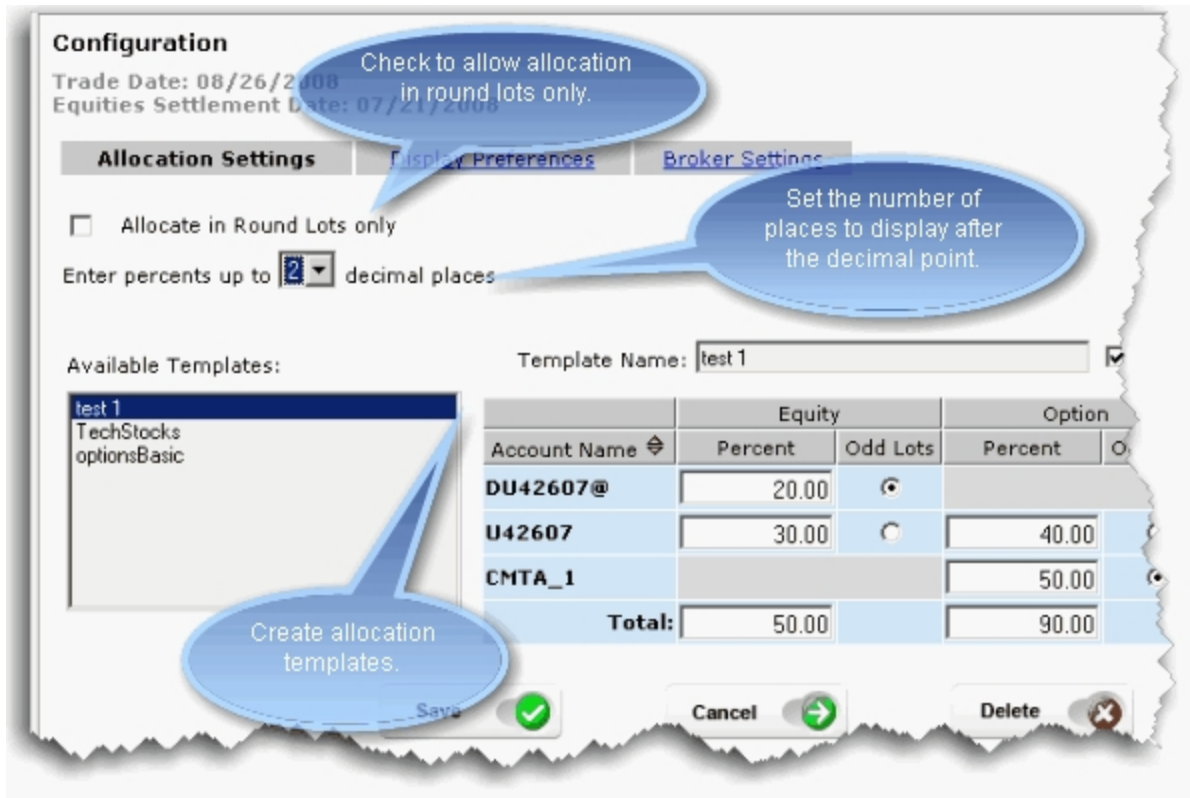 Configuration
Trade Date: 08/26/2008
Equities Settlement Date: 07/21/2008
Check to allow allocation
in round lots only.
Allocation Settings Display Preferences Broker Settings
Allocate in Round Lots only
Enter percents up to 2 decimal places
Set the number of
places to display after
the decimal point.
Available Templates:
test 1
TechStocks
optionsBasic
Template Name: test 1
Equity Option
Account Name Percent Odd Lots Percent
DU42607@ 20.00
U42607 30.00 40.00
CMTA_1 50.00
Total: 50.00 90.00
Create allocation
templates.
Save Cancel Delete